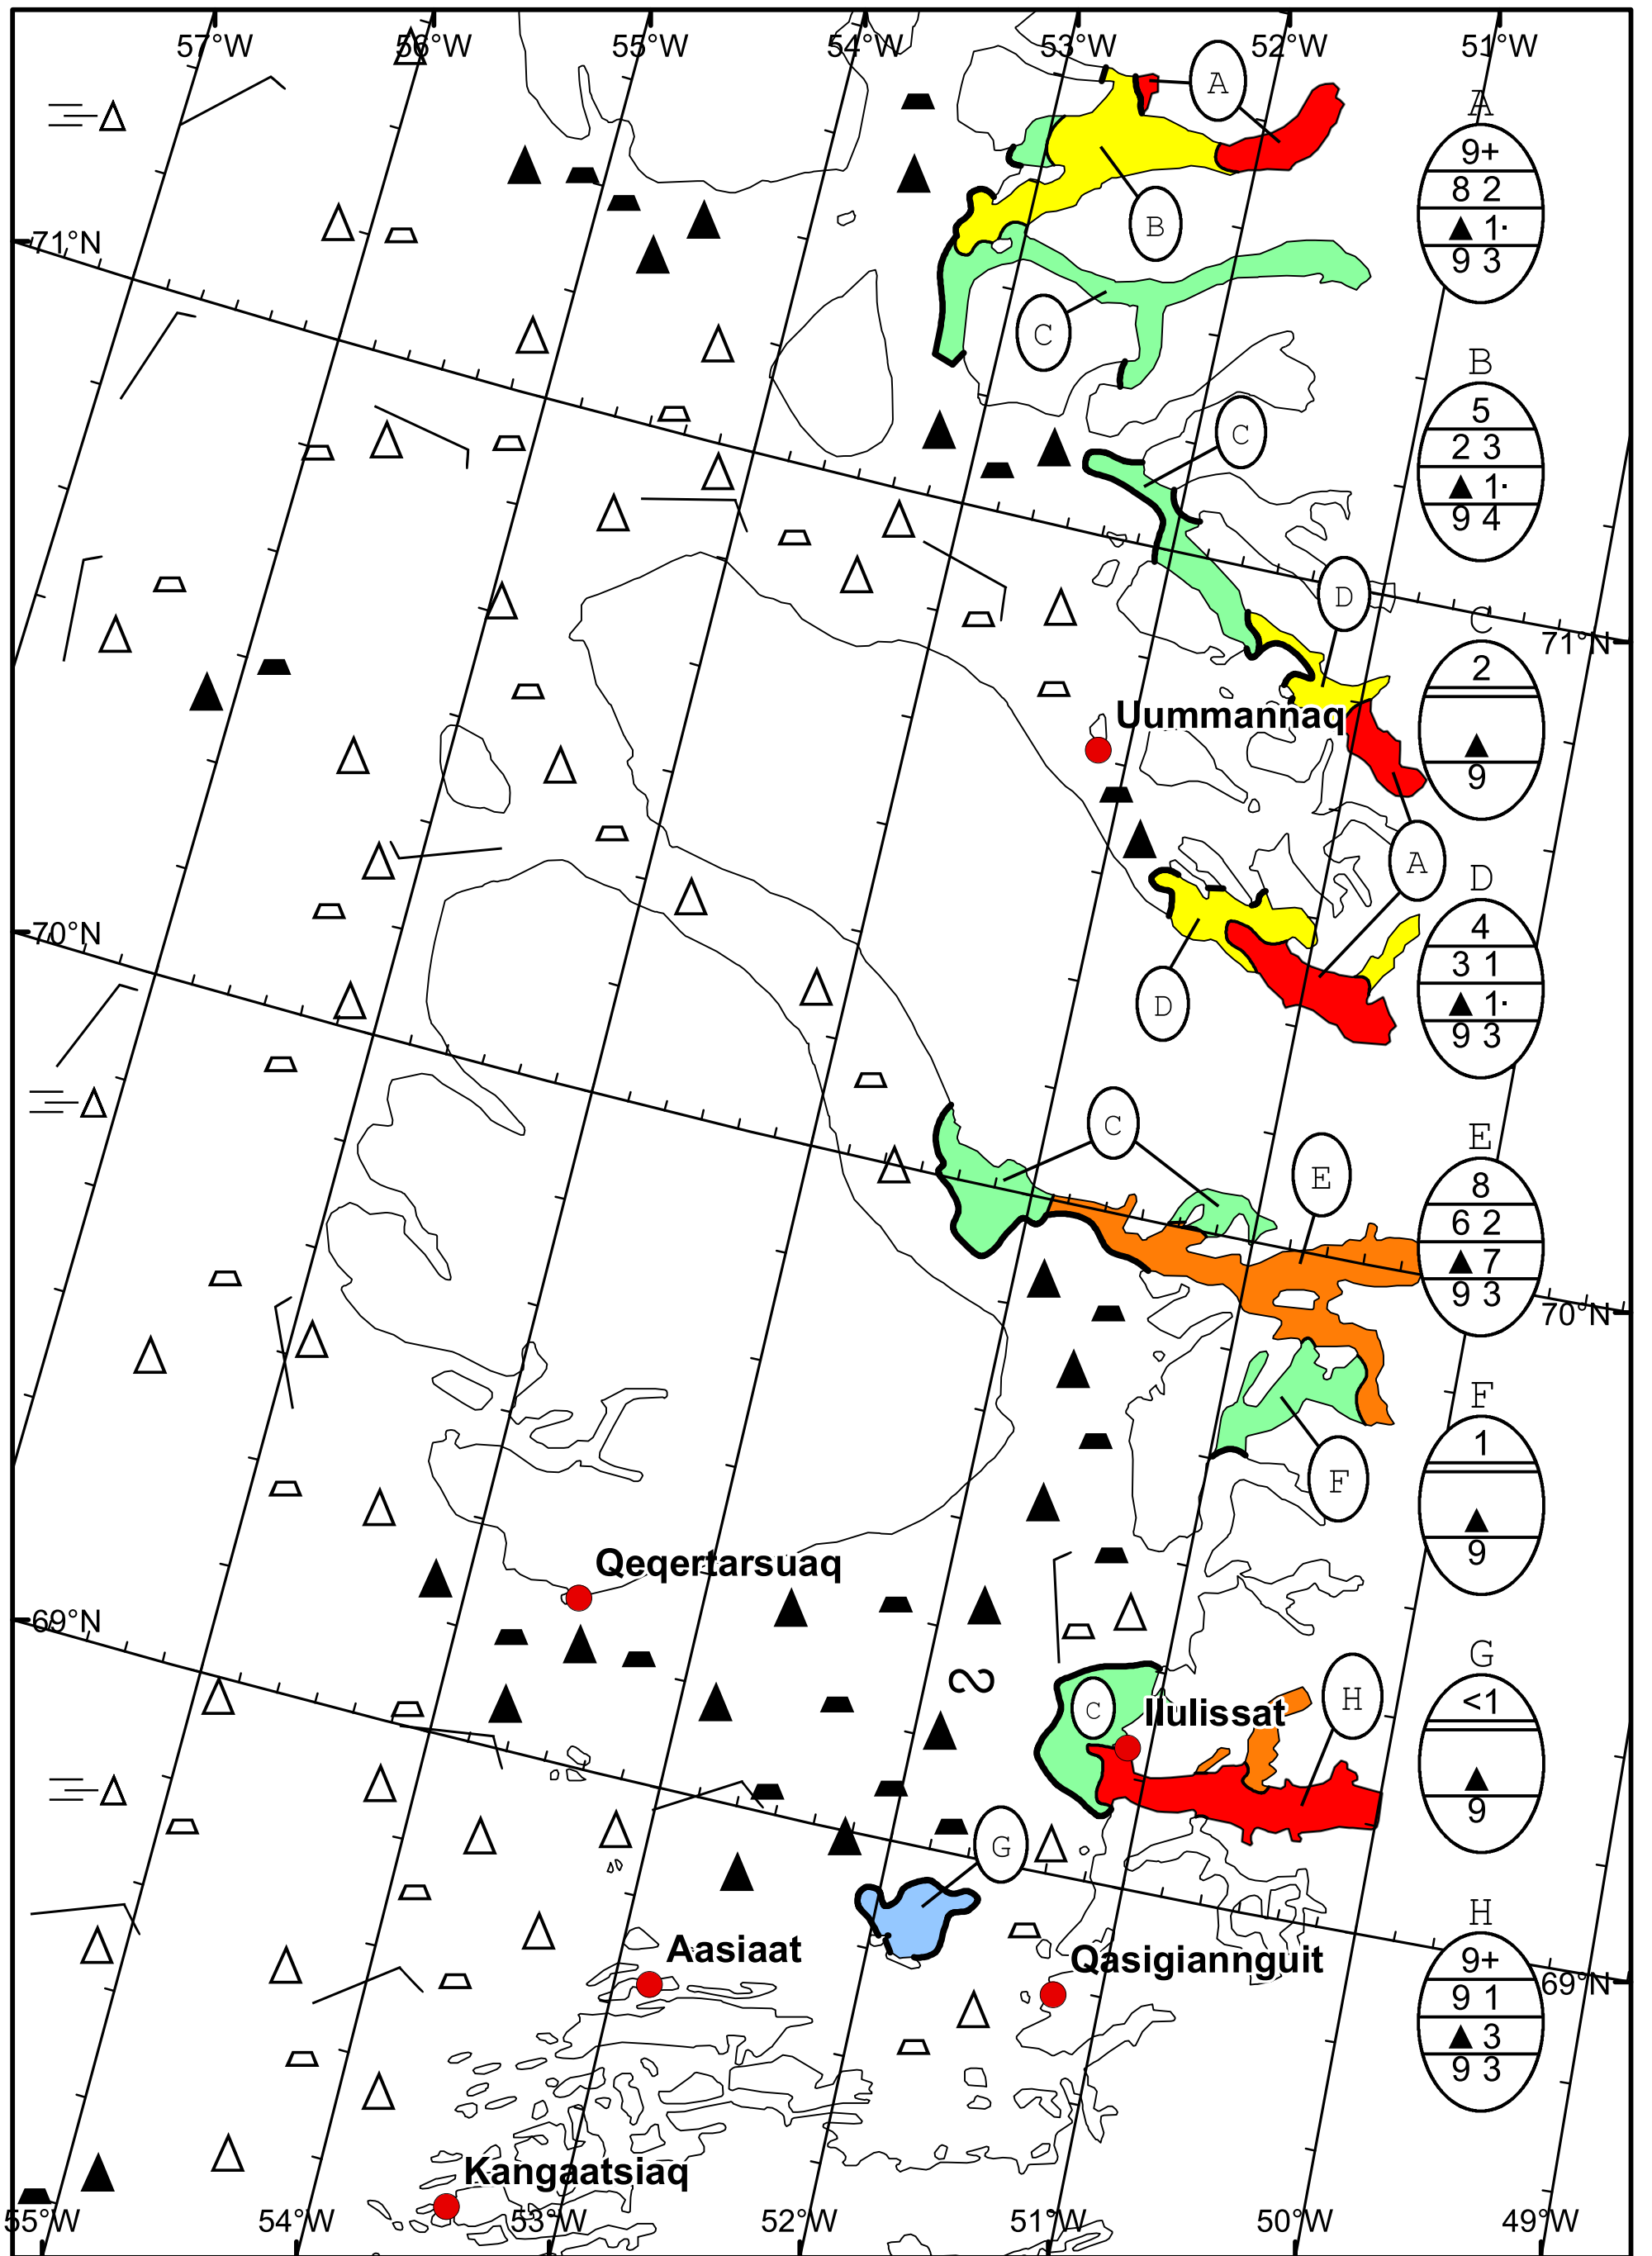 57°W 56°W 55°W 54°W 53°W 52°W 51°W
A
A
9+
8 2
▲ 1·
9 3
B
71°N
C
B
5
2 3
▲ 1·
9 4
C
D
C
71°N
2
▲
9
Uummannaq
A
D
4
3 1
▲ 1·
9 3
70°N
D
C
E
E
8
6 2
▲ 7
9 3
70°N
F
1
▲
9
F
Qeqertarsuaq
69°N
G
<1
▲
9
H
C
Ilulissat
G
H
9+
9 1
▲ 3
9 3
Aasiaat
Qasigiannguit
69°N
Kangaatsiaq
55°W 54°W 53°W 52°W 51°W 50°W 49°W